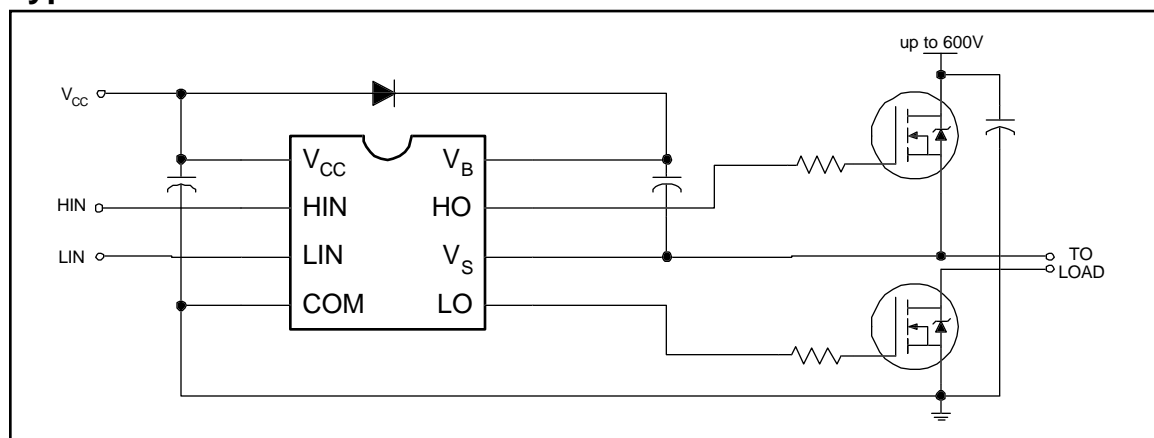 up to 600V
VCC
VCC VB
HIN HIN HO
LIN LIN VS
TO
LOAD
COM LO